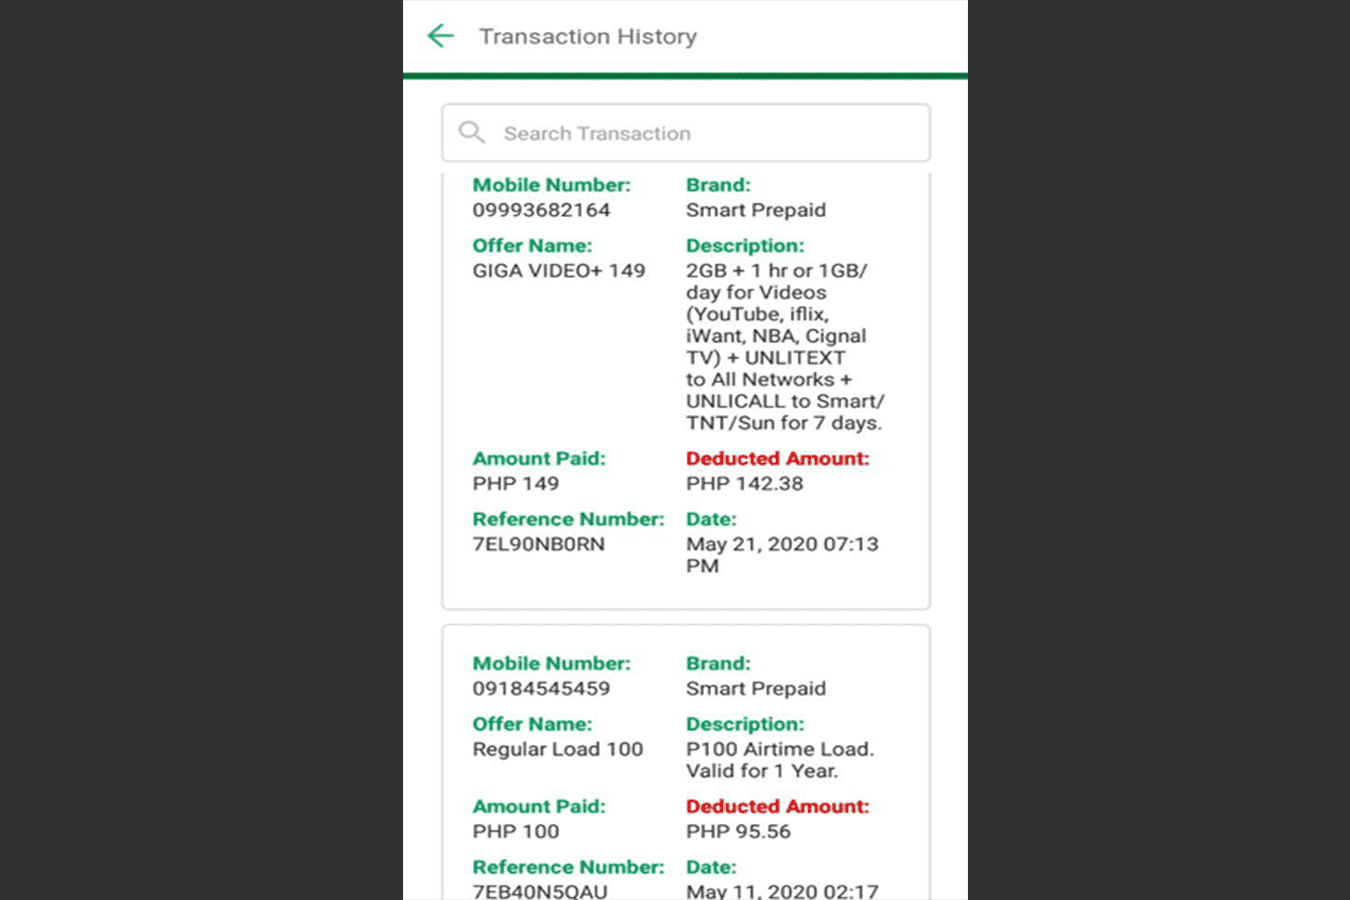 Transaction History
Search Transaction
Mobile Number: Brand:
09993682164 Smart Prepaid
Offer Name: Description:
GIGA VIDEO+ 149 2GB + 1 hr or 1GB/
day for Videos
(YouTube, iflix,
iWant, NBA, Cignal
TV) + UNLITEXT
to All Networks +
UNLICALL to Smart/
TNT/Sun for 7 days.
Amount Paid: Deducted Amount:
PHP 149 PHP 142.38
Reference Number: Date:
7EL90NB0RN May 21, 2020 07:13
PM
Mobile Number: Brand:
09184545459 Smart Prepaid
Offer Name: Description:
Regular Load 100 P100 Airtime Load.
Valid for 1 Year.
Amount Paid: Deducted Amount:
PHP 100 PHP 95.56
Reference Number: Date:
7EB40N5QAU May 11, 2020 02:17